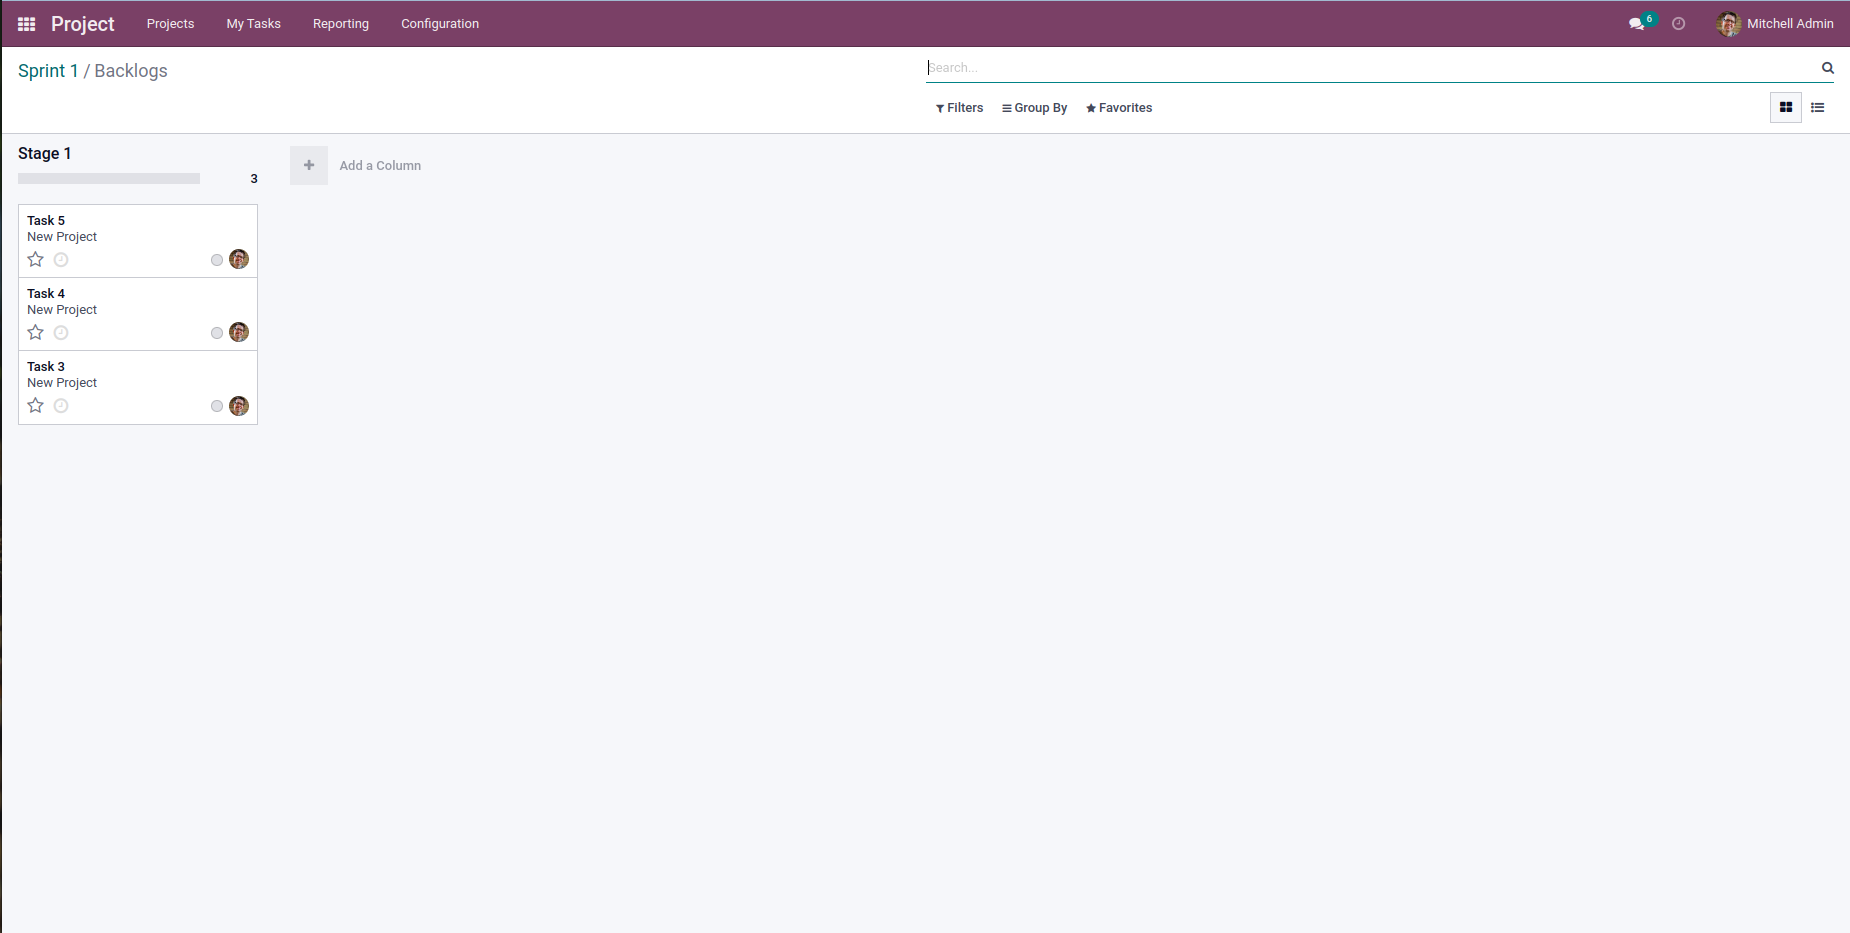 Project Projects My Tasks Reporting Configuration 6 Mitchell Admin
Sprint 1 / Backlogs
Search...
Filters Group By Favorites
Stage 1
3
Add a Column
Task 5
New Project
Task 4
New Project
Task 3
New Project